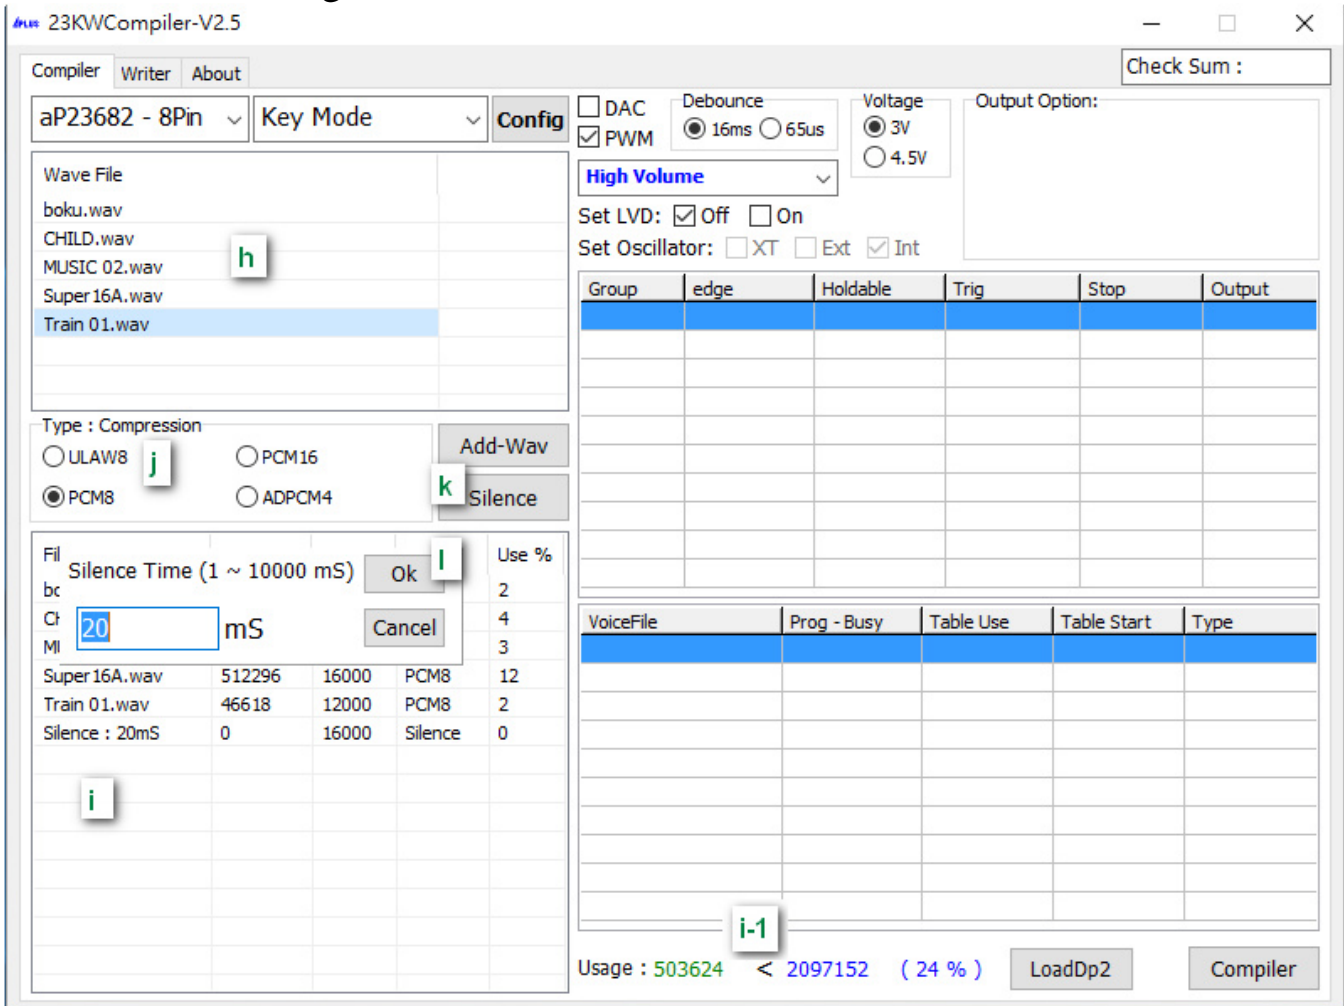 APLUS 23KWCompiler-V2.5
Compiler Writer About
Check Sum :
aP23682 - 8Pin Key Mode Config
DAC
PWM
Debounce
16ms 65us
Voltage
3V
4.5V
Output Option:
High Volume
Set LVD: Off On
Set Oscillator: XT Ext Int
Wave File
boku.wav
CHILD.wav
MUSIC 02.wav
Super16A.wav
Train 01.wav
h
Type : Compression
ULAW8 PCM16
PCM8 ADPCM4
j
Add-Wav
k
Silence
Group edge Holdable Trig Stop Output
Fil Use %
l
Silence Time (1 ~ 10000 mS) Ok
20 mS Cancel
bo 2
CH 4
MU 3
Super16A.wav 512296 16000 PCM8 12
Train 01.wav 46618 12000 PCM8 2
Silence : 20mS 0 16000 Silence 0
i
VoiceFile Prog - Busy Table Use Table Start Type
i-1
Usage : 503624 < 2097152 ( 24 % ) LoadDp2 Compiler